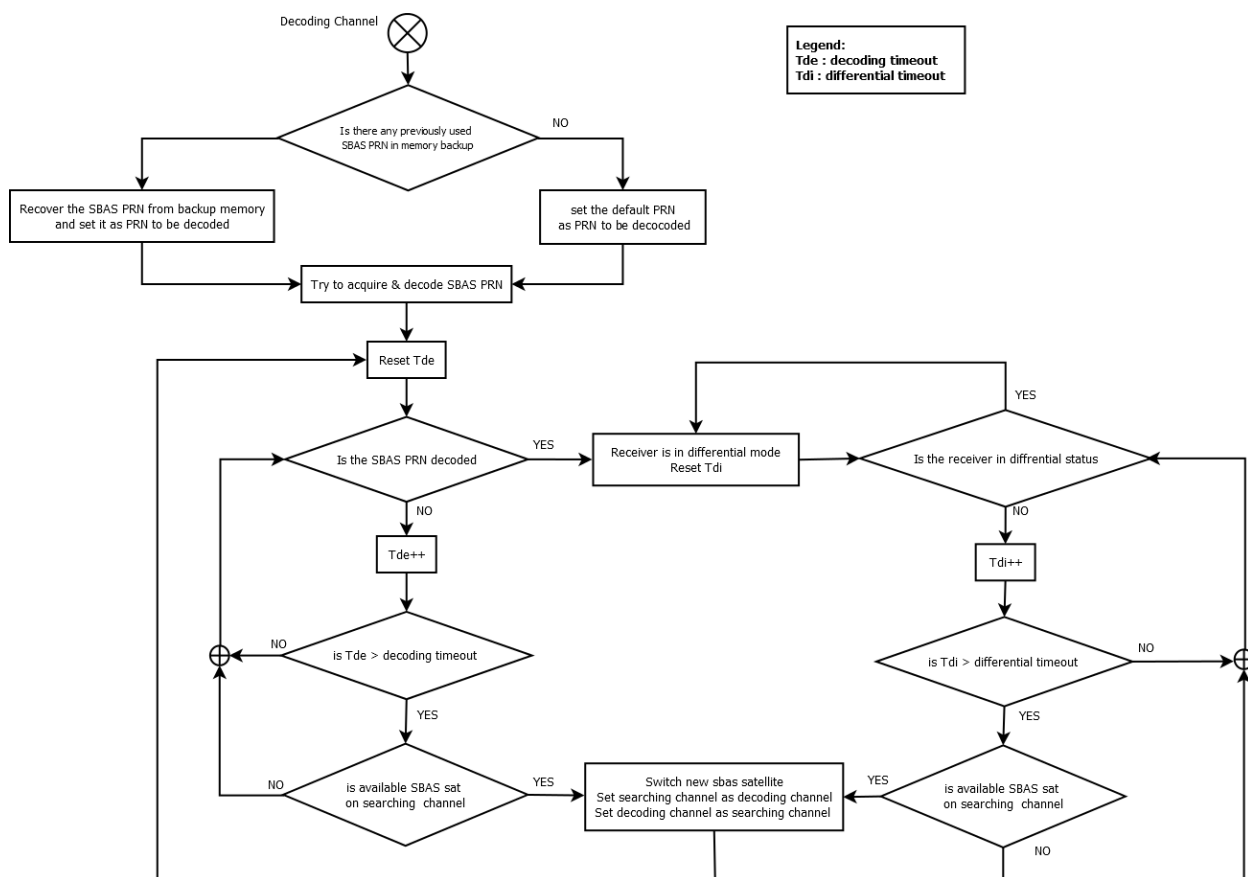 Decoding Channel
Legend:
Tde : decoding timeout
Tdi : differential timeout
Is there any previously used
SBAS PRN in memory backup
NO
Recover the SBAS PRN from backup memory
and set it as PRN to be decoded
set the default PRN
as PRN to be decocoded
Try to acquire & decode SBAS PRN
Reset Tde
YES
Is the SBAS PRN decoded
YES
Receiver is in differential mode
Reset Tdi
Is the receiver in diffrential status
NO
NO
Tde++
Tdi++
NO
is Tde > decoding timeout
is Tdi > differential timeout
NO
YES
YES
NO
is available SBAS sat
on searching channel
YES
Switch new sbas satellite
Set searching channel as decoding channel
Set decoding channel as searching channel
YES
is available SBAS sat
on searching channel
NO